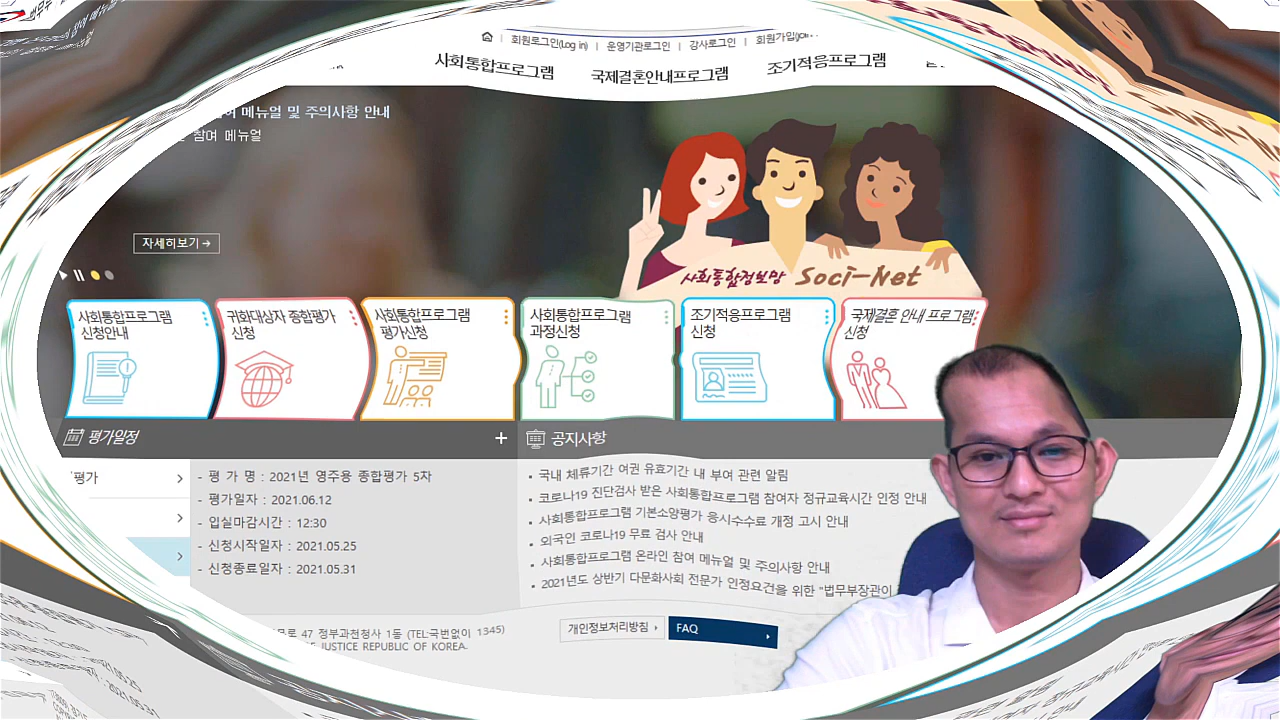 회원로그인(Log in) | 운영기관로그인 | 강사로그인 | 회원가입
사회통합프로그램 국제결혼안내프로그램 조기적응프로그램
메뉴얼 및 주의사항 안내
참여 메뉴얼
자세히보기 →
사회통합정보망 Soci-Net
사회통합프로그램
신청안내
귀화대상자 종합평가
신청
사회통합프로그램
평가신청
사회통합프로그램
과정신청
조기적응프로그램
신청
국제결혼 안내 프로그램
신청
평가일정 +
평가
- 평 가 명 : 2021년 영주용 종합평가 5차
- 평가일자 : 2021.06.12
- 입실마감시간 : 12:30
- 신청시작일자 : 2021.05.25
- 신청종료일자 : 2021.05.31
공지사항
국내 체류기간 여권 유효기간 내 부여 관련 알림
코로나19 진단검사 받은 사회통합프로그램 참여자 정규교육시간 인정 안내
사회통합프로그램 기본소양평가 응시수수료 개정 고시 안내
외국인 코로나19 무료 검사 안내
사회통합프로그램 온라인 참여 메뉴얼 및 주의사항 안내
2021년도 상반기 다문화사회 전문가 인정요건을 위한 "법무부장관이
47 정부과천청사 1동 (TEL:국번없이 1345)
JUSTICE REPUBLIC OF KOREA.
개인정보처리방침
FAQ